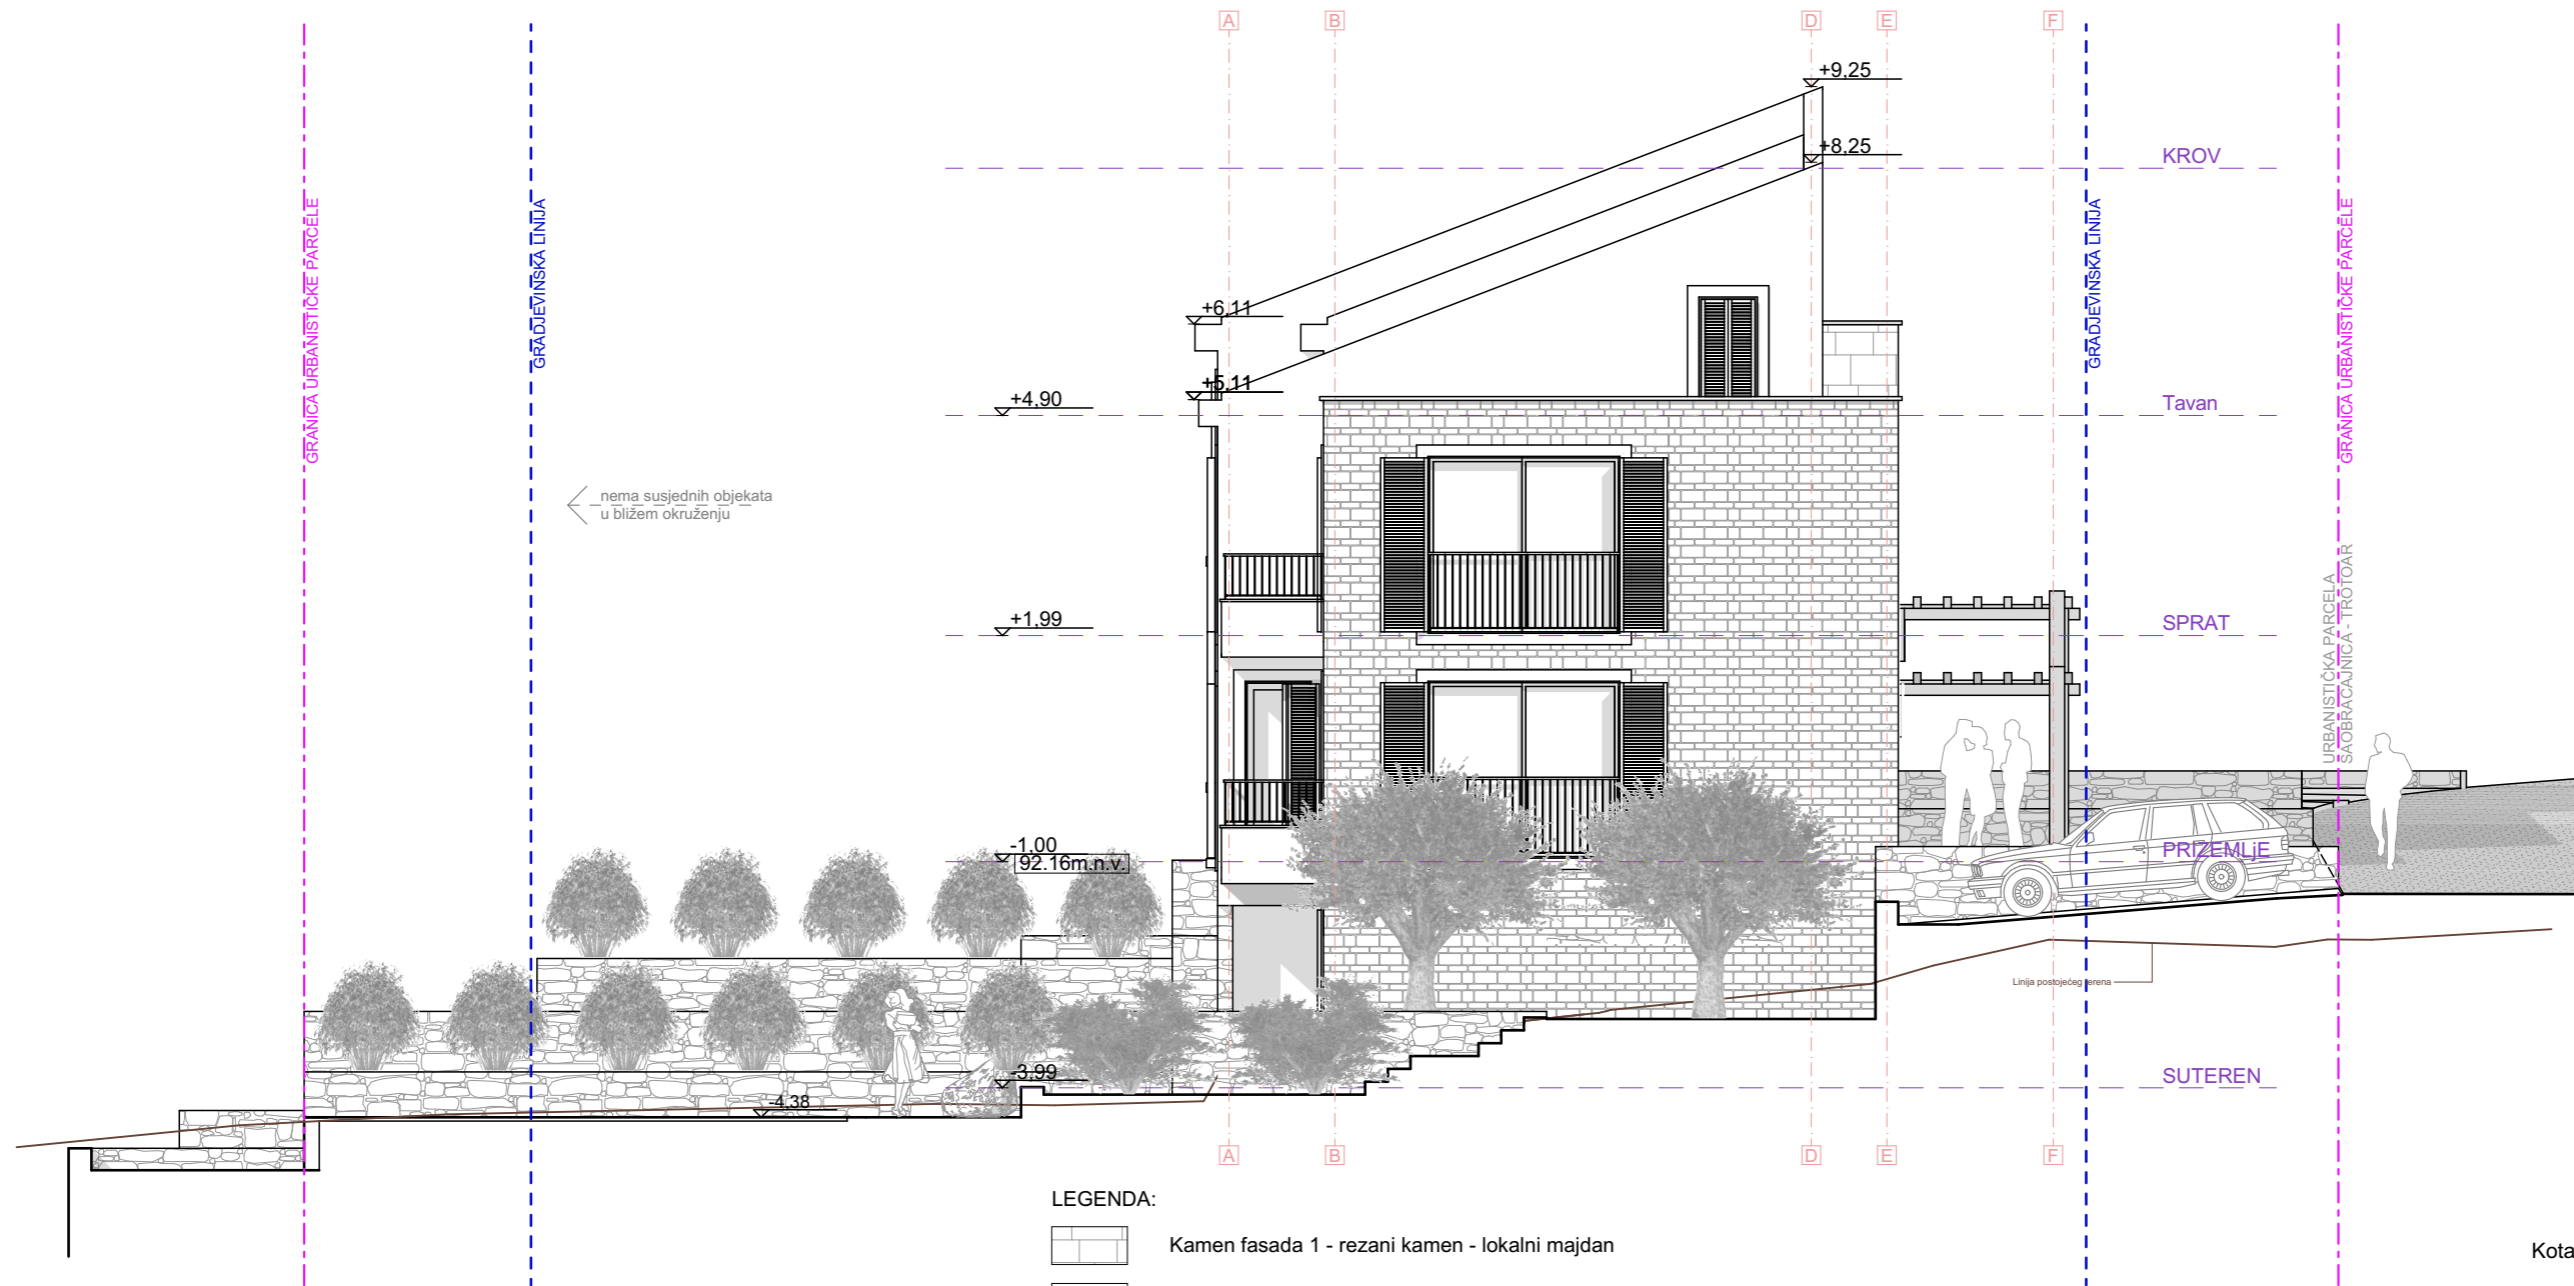 A
B
D
E
F
+9,25
+8,25
KROV
GRANICA URBANISTIČKE PARCELE
GRADJEVINSKA LINIJA
GRADJEVINSKA LINIJA
GRANICA URBANISTIČKE PARCELE
+6,11
+5,11
+4,90
Tavan
nema susjednih objekata
u bližem okruženju
+1,99
SPRAT
URBANISTIČKA PARCELA
SAOBRAĆAJNICA - TROTOAR
-1,00
92.16m.n.v.
PRIZEMLjE
Linija postojećeg terena
-3,99
SUTEREN
-4,38
A
B
D
E
F
LEGENDA:
Kamen fasada 1 - rezani kamen - lokalni majdan
Kota